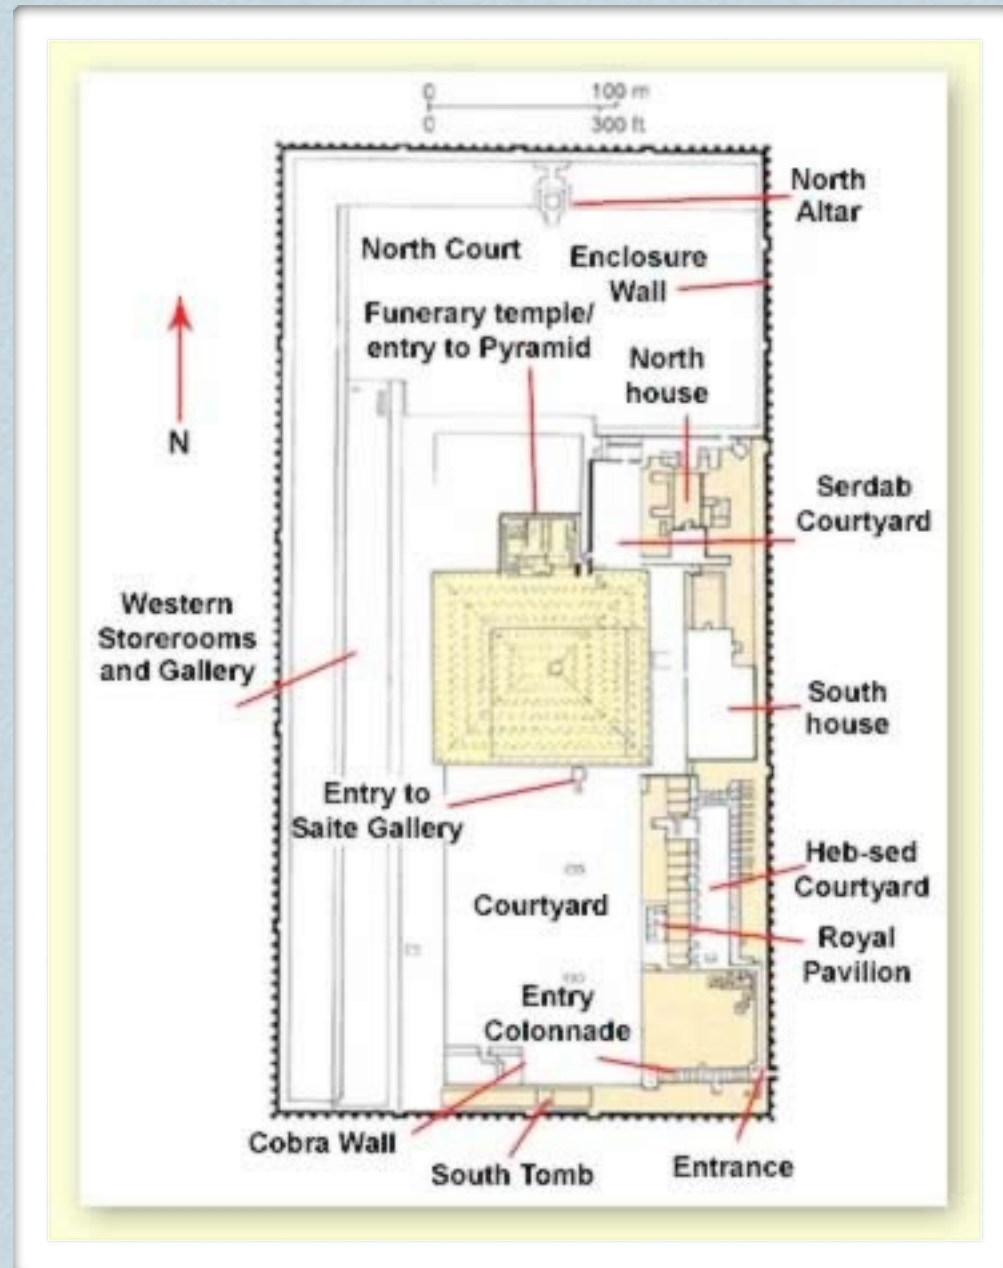 0 100 m
0 300 ft
North
Altar
North Court
Enclosure
Wall
Funerary temple/
entry to Pyramid
North
house
N
Serdab
Courtyard
Western
Storerooms
and Gallery
South
house
Entry to
Saite Gallery
Heb-sed
Courtyard
Courtyard
Royal
Pavilion
Entry
Colonnade
Cobra Wall
South Tomb
Entrance